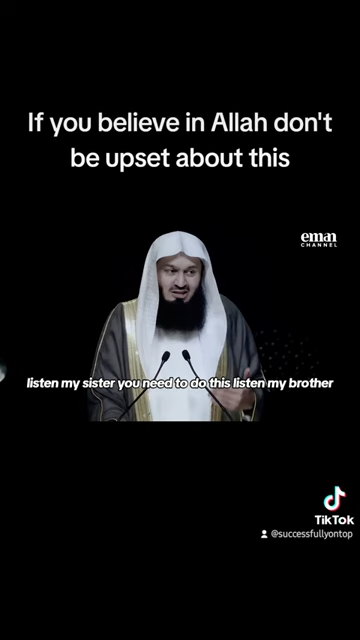 If you believe in Allah don't
be upset about this
eman
CHANNEL
listen my sister you need to do this listen my brother
TikTok
@successfullyontop